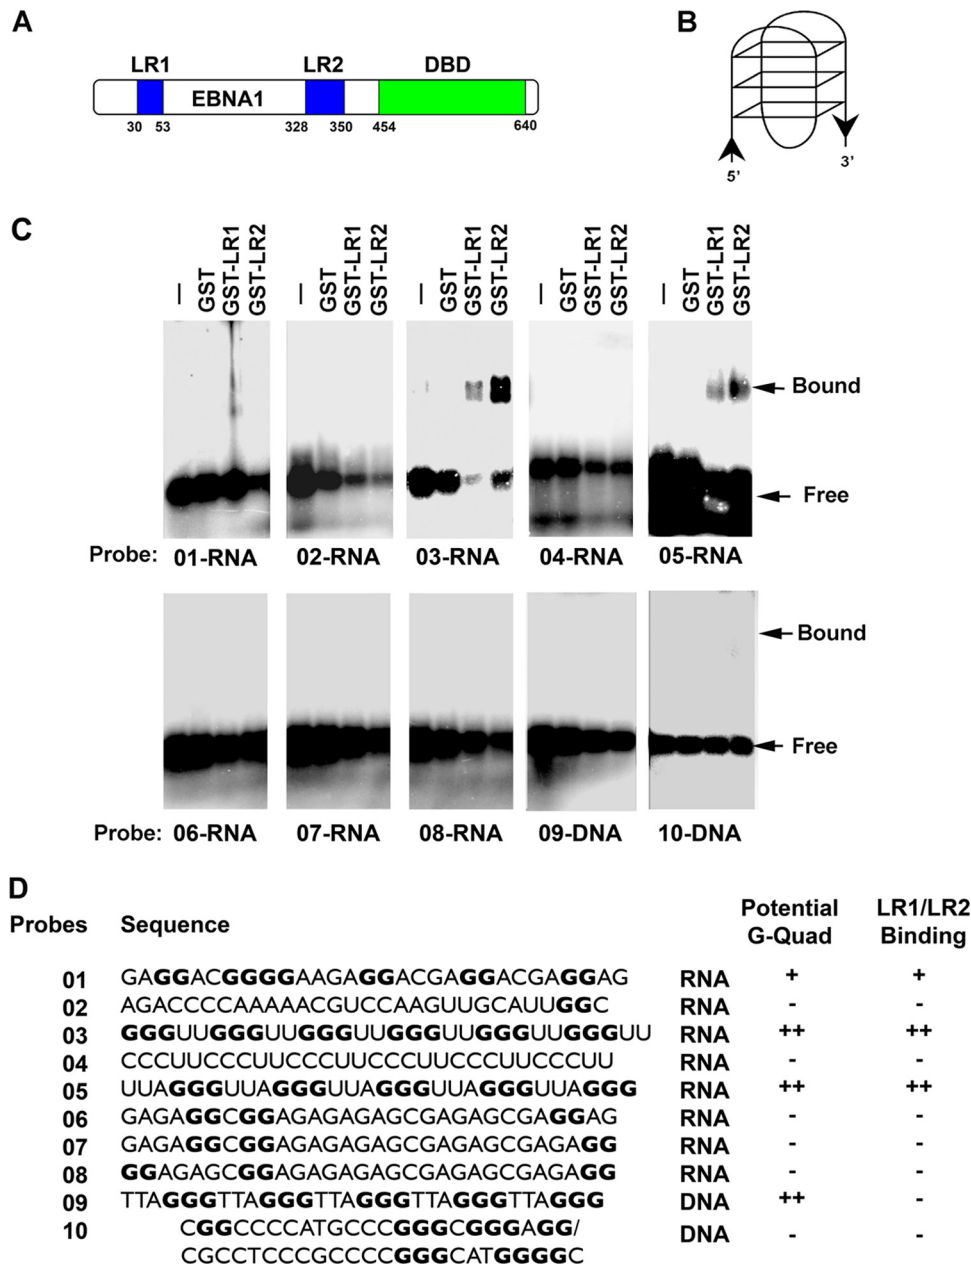 A
LR1 LR2 DBD
EBNA1
30 53 328 350 454 640
B
5' 3'
C
– GST GST-LR1 GST-LR2 – GST GST-LR1 GST-LR2 – GST GST-LR1 GST-LR2 – GST GST-LR1 GST-LR2 – GST GST-LR1 GST-LR2
Bound
Free
Probe: 01-RNA 02-RNA 03-RNA 04-RNA 05-RNA
Bound
Free
Probe: 06-RNA 07-RNA 08-RNA 09-DNA 10-DNA
D
Probes Sequence Potential G-Quad LR1/LR2 Binding
01 GAGGACGGGGAAGAGGACGAGGACGAGGAG RNA + +
02 AGACCCCAAAAACGUCCAAGUUGCAUUGGC RNA - -
03 GGGUUGGGUUGGGUUGGGUUGGGUUGGGUU RNA ++ ++
04 CCCUUCCCUUCCCUUCCCUUCCCUUCCCUU RNA - -
05 UUAGGGUUAGGGUUAGGGUUAGGGUUAGGG RNA ++ ++
06 GAGAGGCGGAGAGAGAGCGAGAGCGAGGAG RNA - -
07 GAGAGGCGGAGAGAGAGCGAGAGCGAGAGG RNA - -
08 GGAGAGCGGAGAGAGAGCGAGAGCGAGAGG RNA - -
09 TTAGGGTTAGGGTTAGGGTTAGGGTTAGGG DNA ++ -
10 CGGCCCCATGCCCGGGCGGGAGG/ DNA - -
CGCCTCCCGCCCCGGGCATGGGGC